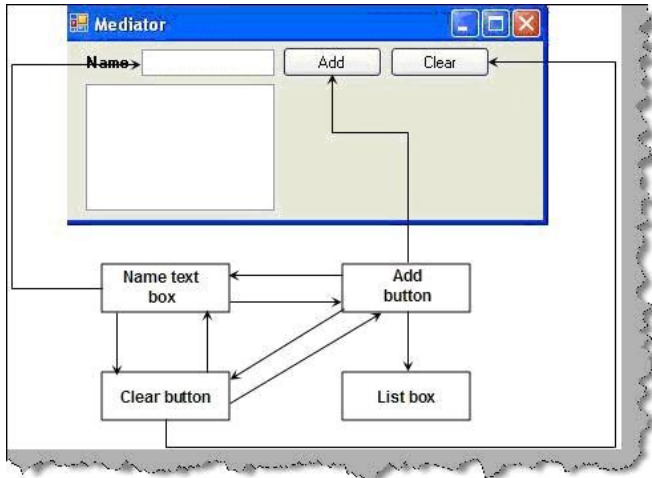 Mediator
Name
Add
Clear
Name text
box
Add
button
Clear button
List box